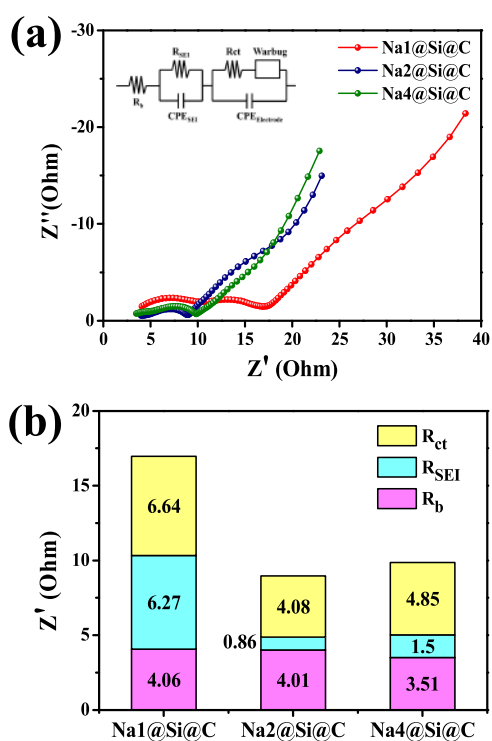 (a)
-30
-20
-10
0
Z''(Ohm)
R_b
R_SEI
CPE_SEI
Rct
Warbug
CPE_Electrode
Na1@Si@C
Na2@Si@C
Na4@Si@C
0 5 10 15 20 25 30 35 40
Z' (Ohm)
(b)
20
15
10
5
0
Z' (Ohm)
R_ct
R_SEI
R_b
6.64
6.27
4.06
4.08
0.86
4.01
4.85
1.5
3.51
Na1@Si@C Na2@Si@C Na4@Si@C